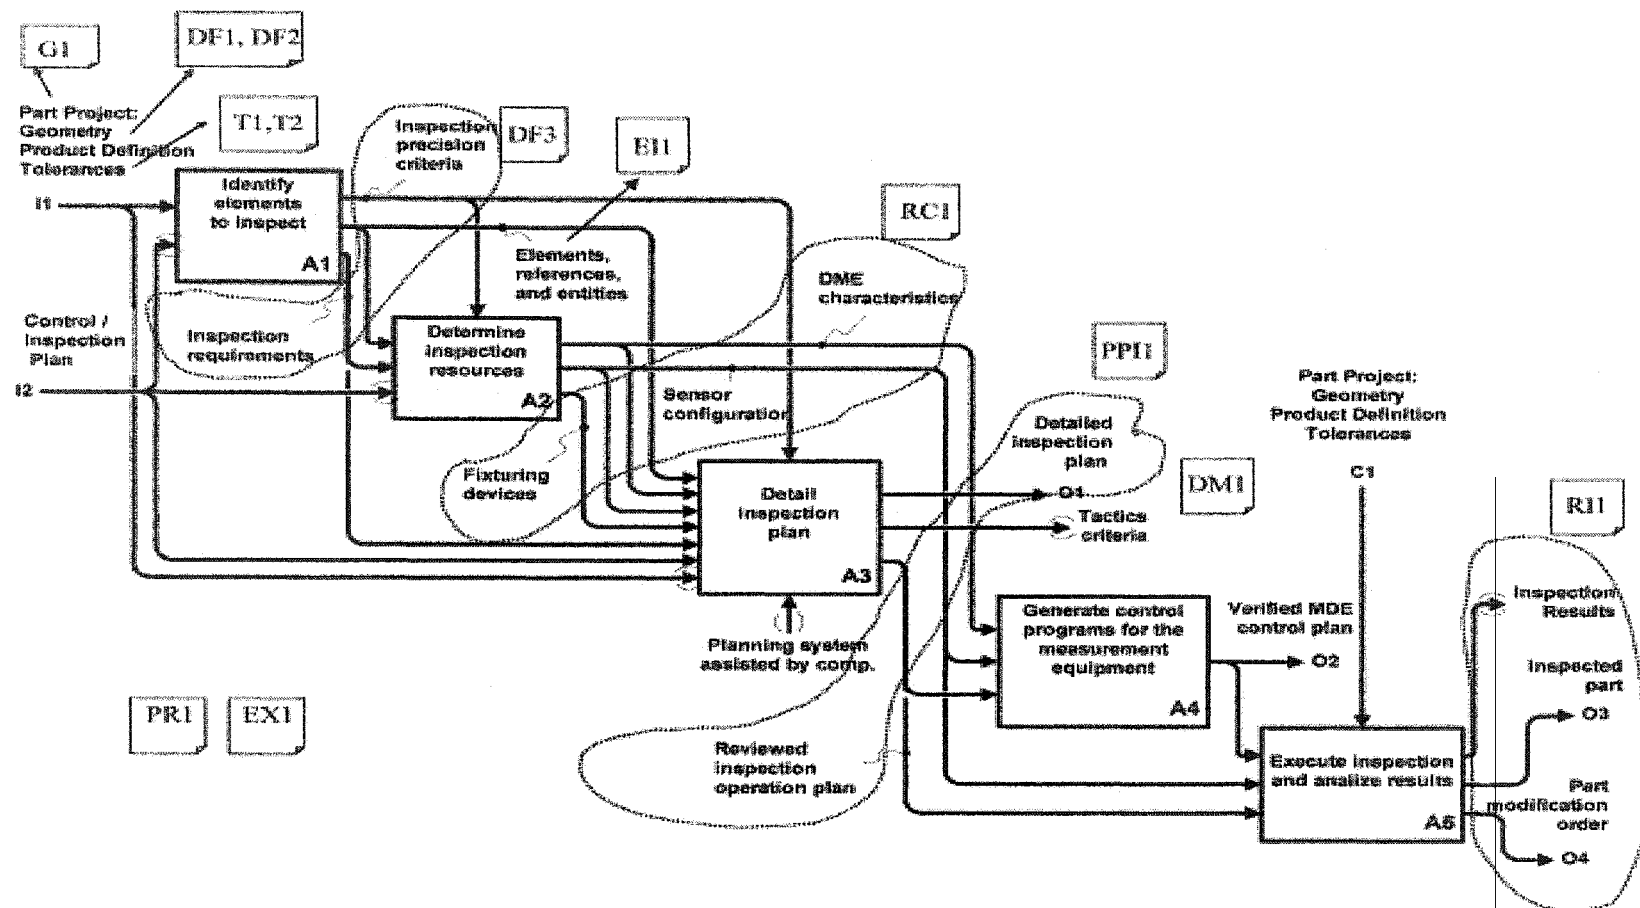 G1
DF1, DF2
Part Project:
Geometry
Product Definition
Tolerances
T1,T2
Inspection
precision
criteria
DF3
EI1
Identify
elements
to inspect
A1
I1
RC1
Elements,
references,
and entities
DME
characteristics
Control /
Inspection
Plan
Inspection
requirements
I2
Determine
inspection
resources
A2
Sensor
configuration
Fixturing
devices
PPI1
Detailed
inspection
plan
O1
Tactics
criteria
DM1
Part Project:
Geometry
Product Definition
Tolerances
C1
RI1
Detail
inspection
plan
A3
Planning system
assisted by comp.
Generate control
programs for the
measurement
equipment
A4
Verified MDE
control plan
O2
Inspection
Results
Inspected
part
O3
PR1
EX1
Reviewed
inspection
operation plan
Execute inspection
and analize results
A5
Part
modification
order
O4